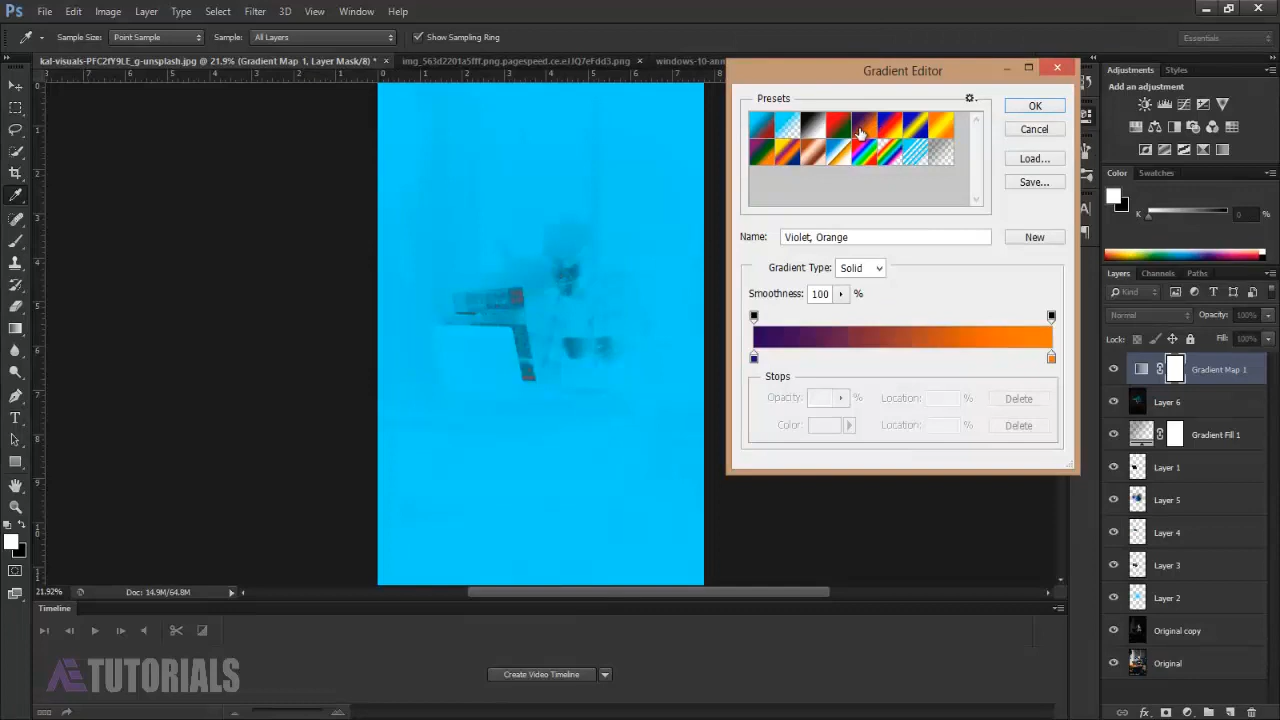 Ps File Edit Image Layer Type Select Filter 3D View Window Help
Sample Size: Point Sample Sample: All Layers Show Sampling Ring Essentials
kal-visuals-PFC2fY9LE_g-unsplash.jpg @ 21.9% (Gradient Map 1, Layer Mask/8) * × img_563d2201a5fff.png.pagespeed.ce.eJJQ7eFdd3.png × windows-10-ann
Gradient Editor
Presets
OK
Cancel
Load...
Save...
Name: Violet, Orange New
Gradient Type: Solid
Smoothness: 100 %
Stops
Opacity: % Location: % Delete
Color: Location: % Delete
Adjustments Styles
Add an adjustment
Color Swatches
K 0 %
Layers Channels Paths
Kind
Normal Opacity: 100%
Lock: Fill: 100%
Gradient Map 1
Layer 6
Gradient Fill 1
Layer 1
Layer 5
Layer 4
Layer 3
Layer 2
Original copy
Original
21.92% Doc: 14.9M/64.8M
Timeline
Create Video Timeline
AE TUTORIALS